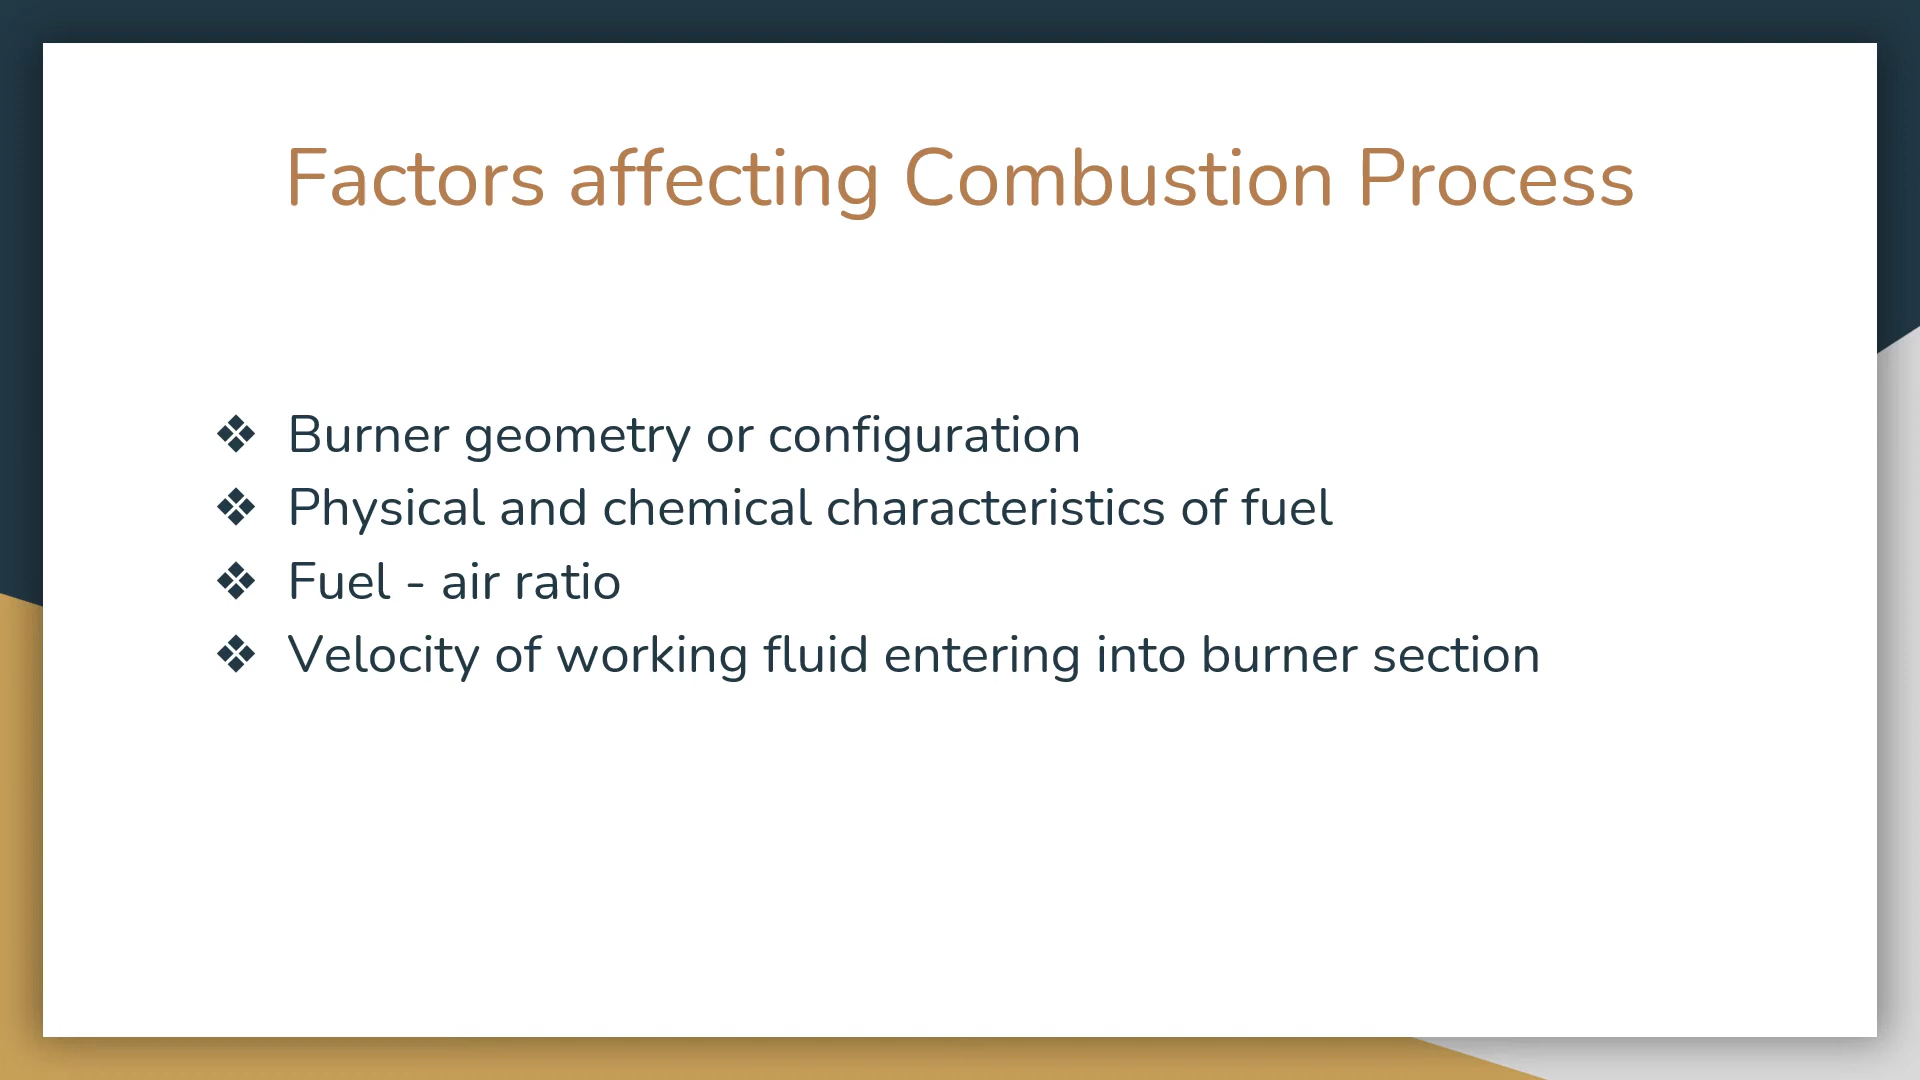 Factors affecting Combustion Process
❖ Burner geometry or configuration
❖ Physical and chemical characteristics of fuel
❖ Fuel - air ratio
❖ Velocity of working fluid entering into burner section